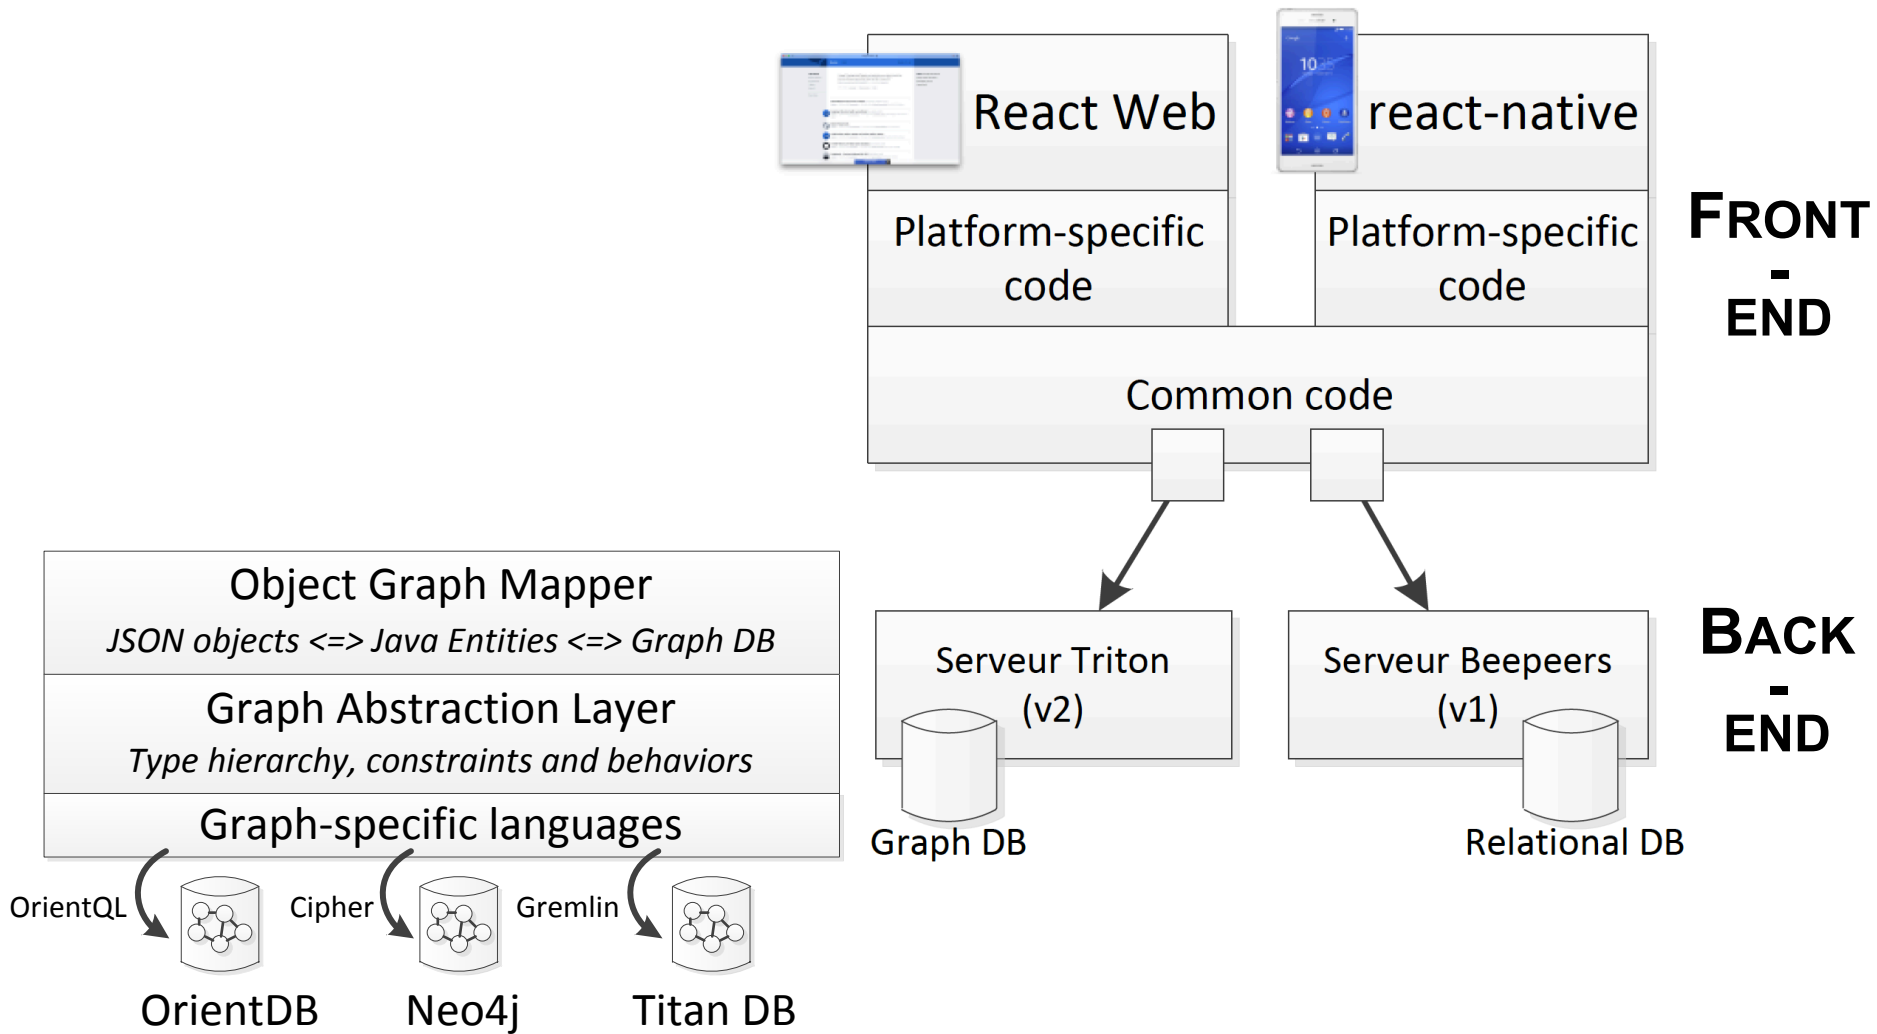 React Web
react-native
Platform-specific
code
Platform-specific
code
FRONT
-
END
Common code
Object Graph Mapper
JSON objects <=> Java Entities <=> Graph DB
Graph Abstraction Layer
Type hierarchy, constraints and behaviors
Graph-specific languages
OrientQL
Cipher
Gremlin
OrientDB
Neo4j
Titan DB
Serveur Triton
(v2)
Graph DB
Serveur Beepeers
(v1)
Relational DB
BACK
-
END